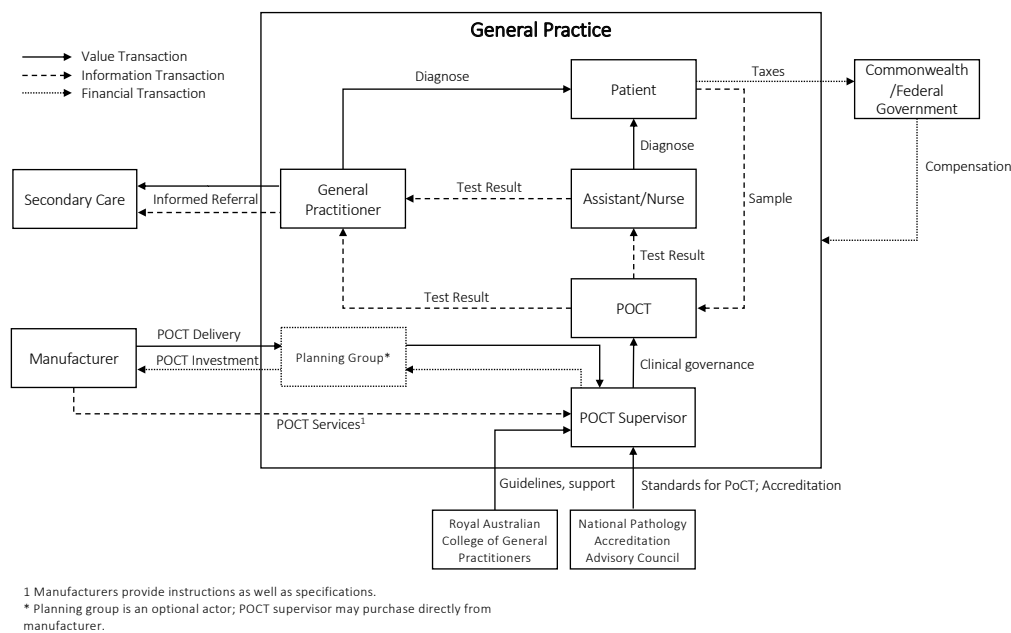 General Practice
Value Transaction
Information Transaction
Financial Transaction
Diagnose
Patient
Taxes
Commonwealth
/Federal
Government
Diagnose
Compensation
Secondary Care
Informed Referral
General
Practitioner
Test Result
Assistant/Nurse
Sample
Test Result
Test Result
POCT
Manufacturer
POCT Delivery
POCT Investment
Planning Group*
Clinical governance
POCT Services1
POCT Supervisor
Guidelines, support
Standards for PoCT; Accreditation
Royal Australian
College of General
Practitioners
National Pathology
Accreditation
Advisory Council
1 Manufacturers provide instructions as well as specifications.
* Planning group is an optional actor; POCT supervisor may purchase directly from
manufacturer.